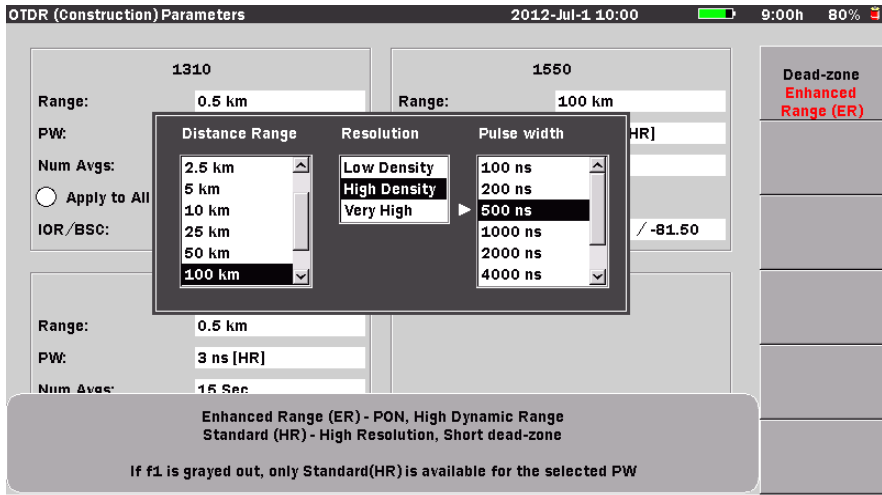 OTDR (Construction) Parameters 2012-Jul-1 10:00 9:00h 80%
1310
Range: 0.5 km
PW:
Num Avgs:
Apply to All
IOR/BSC:
1550
Range: 100 km
HR]
/ -81.50
Distance Range
2.5 km
5 km
10 km
25 km
50 km
100 km
Resolution
Low Density
High Density
Very High
Pulse width
100 ns
200 ns
500 ns
1000 ns
2000 ns
4000 ns
Range: 0.5 km
PW: 3 ns [HR]
Num Avgs: 15 Sec
Dead-zone
Enhanced
Range (ER)
Enhanced Range (ER) - PON, High Dynamic Range
Standard (HR) - High Resolution, Short dead-zone
If f1 is grayed out, only Standard(HR) is available for the selected PW